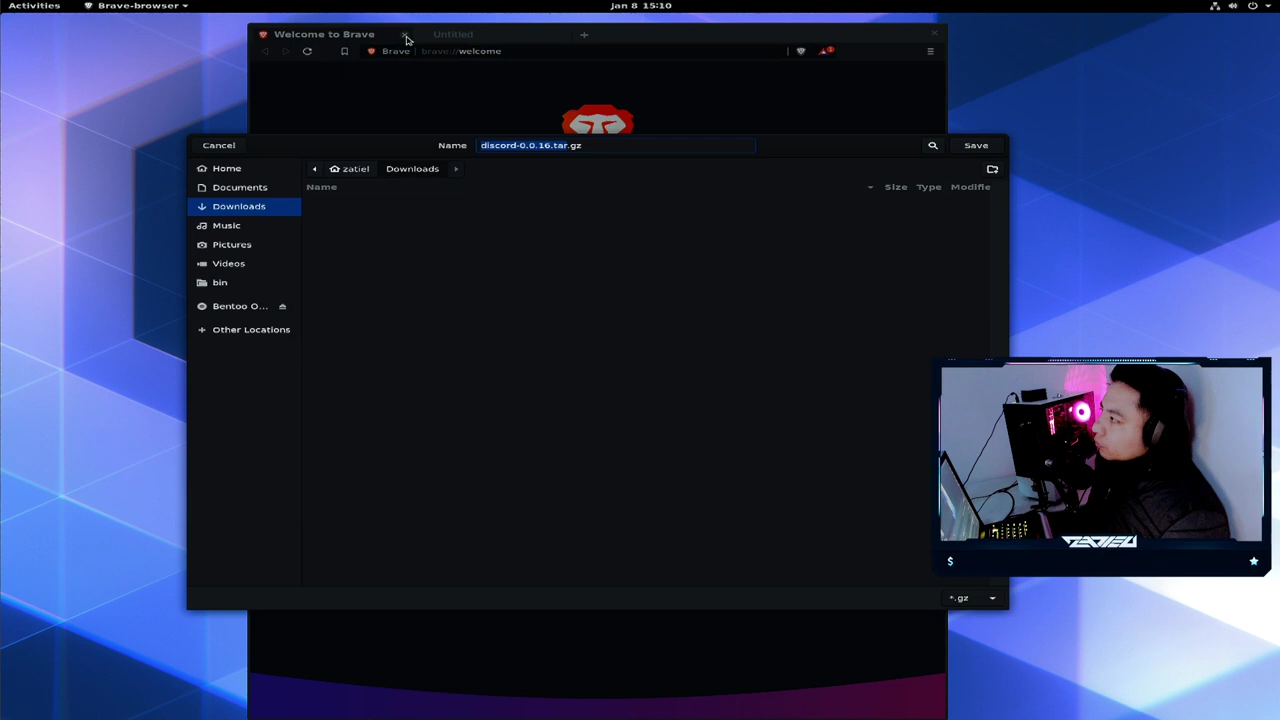 Activities
Brave-browser
Jan 8 15:10
Welcome to Brave
Untitled
Brave
brave://welcome
1
Cancel
Name
discord-0.0.16.tar.gz
Save
Home
Documents
Downloads
Music
Pictures
Videos
bin
Bentoo O...
Other Locations
zatiel
Downloads
Name
Size
Type
Modifie
*.gz
$